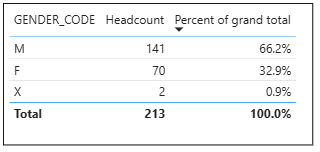 GENDER_CODE Headcount Percent of grand total
M 141 66.2%
F 70 32.9%
X 2 0.9%
Total 213 100.0%